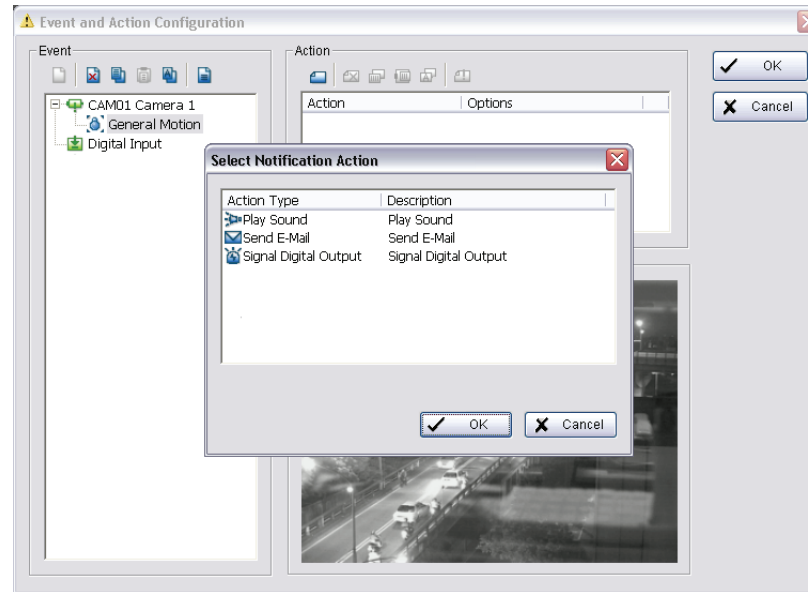 Event and Action Configuration
Event
Action
OK
Cancel
CAM01 Camera 1
General Motion
Digital Input
Action Options
Select Notification Action
Action Type Description
Play Sound Play Sound
Send E-Mail Send E-Mail
Signal Digital Output Signal Digital Output
OK Cancel